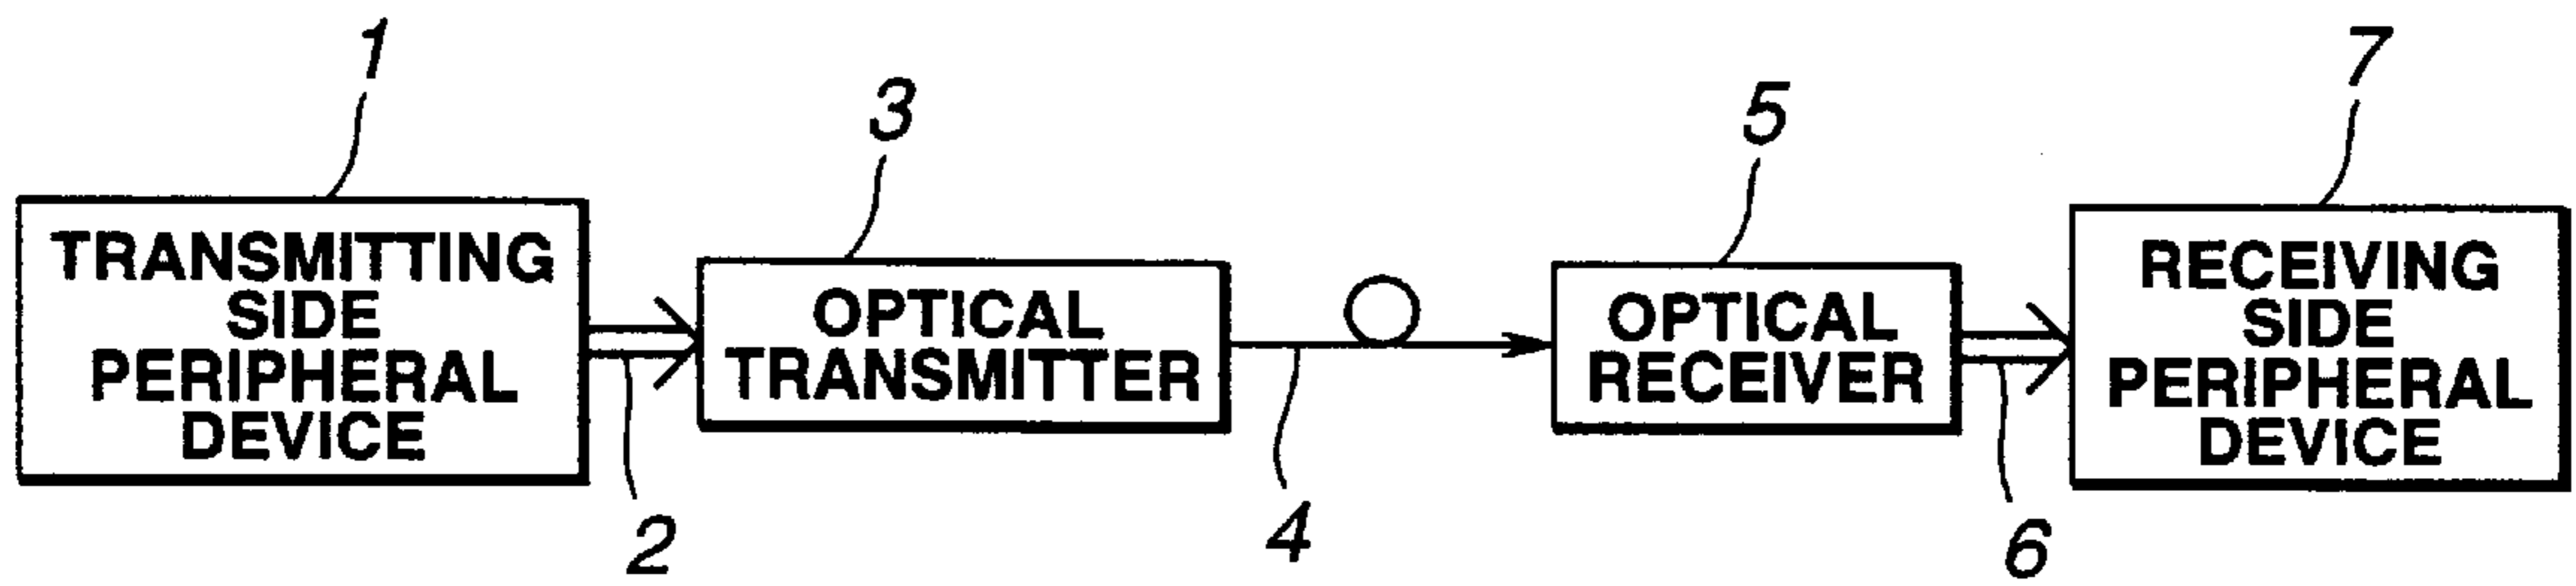 1
3
5
7
TRANSMITTING
SIDE
PERIPHERAL
DEVICE
OPTICAL
TRANSMITTER
OPTICAL
RECEIVER
RECEIVING
SIDE
PERIPHERAL
DEVICE
2
4
6